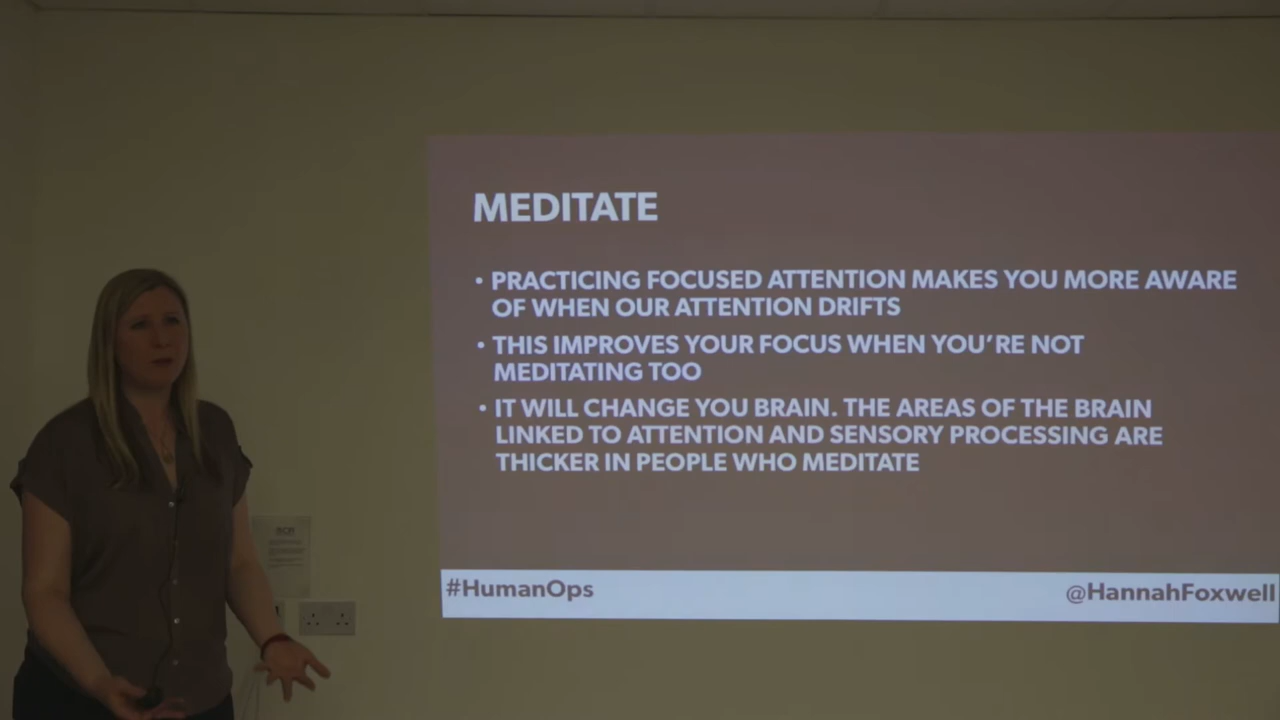 MEDITATE
• PRACTICING FOCUSED ATTENTION MAKES YOU MORE AWARE
OF WHEN OUR ATTENTION DRIFTS
• THIS IMPROVES YOUR FOCUS WHEN YOU'RE NOT
MEDITATING TOO
• IT WILL CHANGE YOU BRAIN. THE AREAS OF THE BRAIN
LINKED TO ATTENTION AND SENSORY PROCESSING ARE
THICKER IN PEOPLE WHO MEDITATE
#HumanOps
@HannahFoxwell